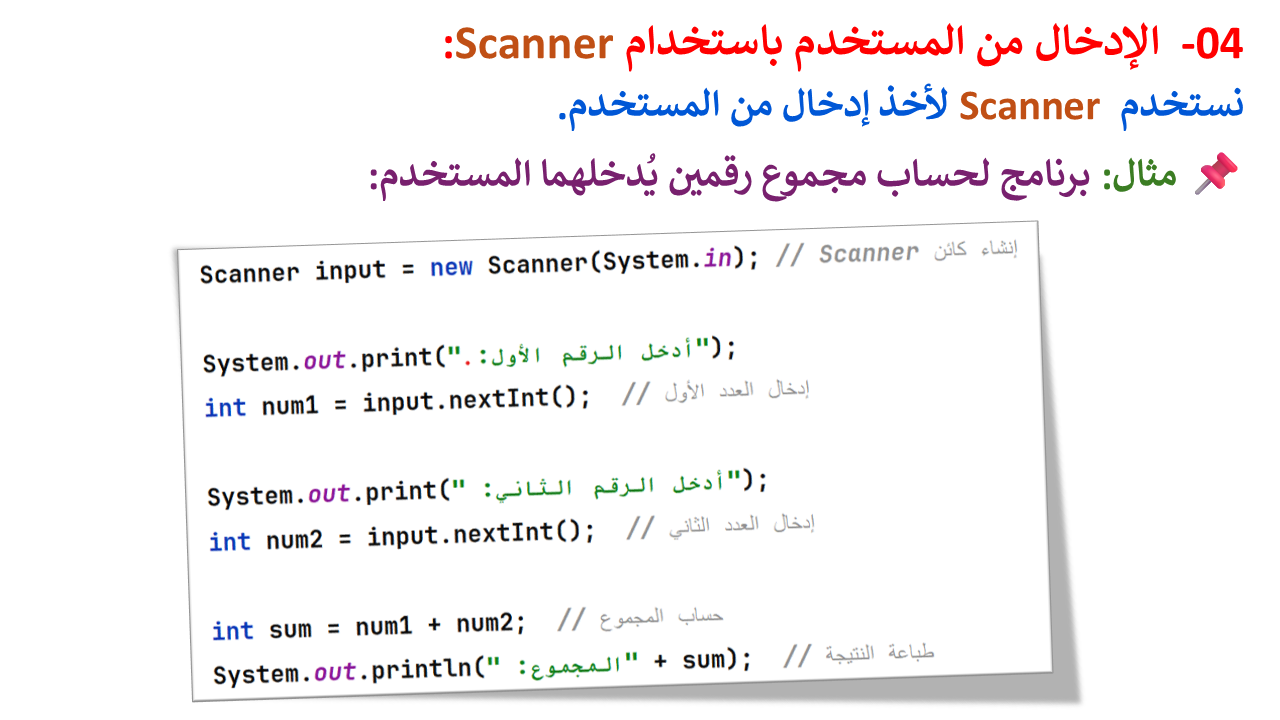 04- الإدخال من المستخدم باستخدام Scanner:
نستخدم Scanner لأخذ إدخال من المستخدم.
📌 مثال: برنامج لحساب مجموع رقمين يُدخلهما المستخدم:
Scanner input = new Scanner(System.in); // Scanner إنشاء كائن
System.out.print("أدخل الرقم الأول:.");
int num1 = input.nextInt(); // إدخال العدد الأول
System.out.print("أدخل الرقم الثاني: ");
int num2 = input.nextInt(); // إدخال العدد الثاني
int sum = num1 + num2; // حساب المجموع
System.out.println("المجموع: " + sum); // طباعة النتيجة